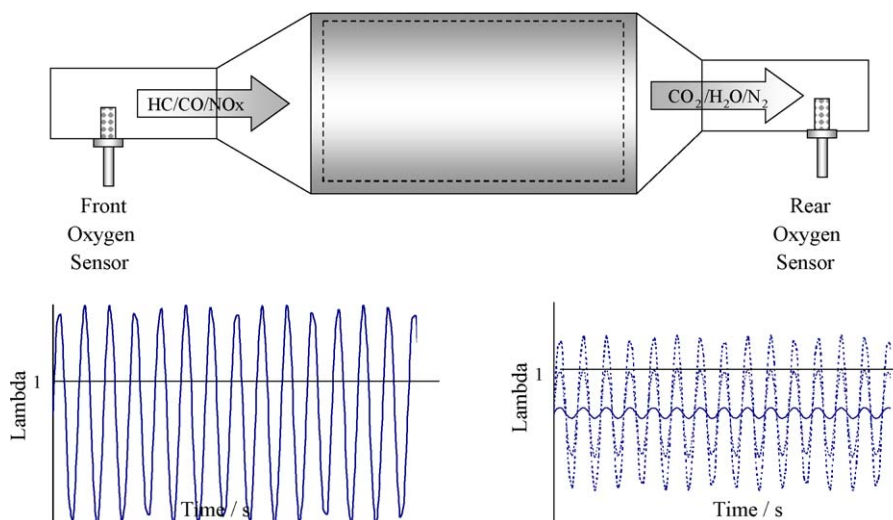 HC/CO/NOx
CO2/H2O/N2
Front
Oxygen
Sensor
Rear
Oxygen
Sensor
Lambda
1
Time / s
Lambda
1
Time / s